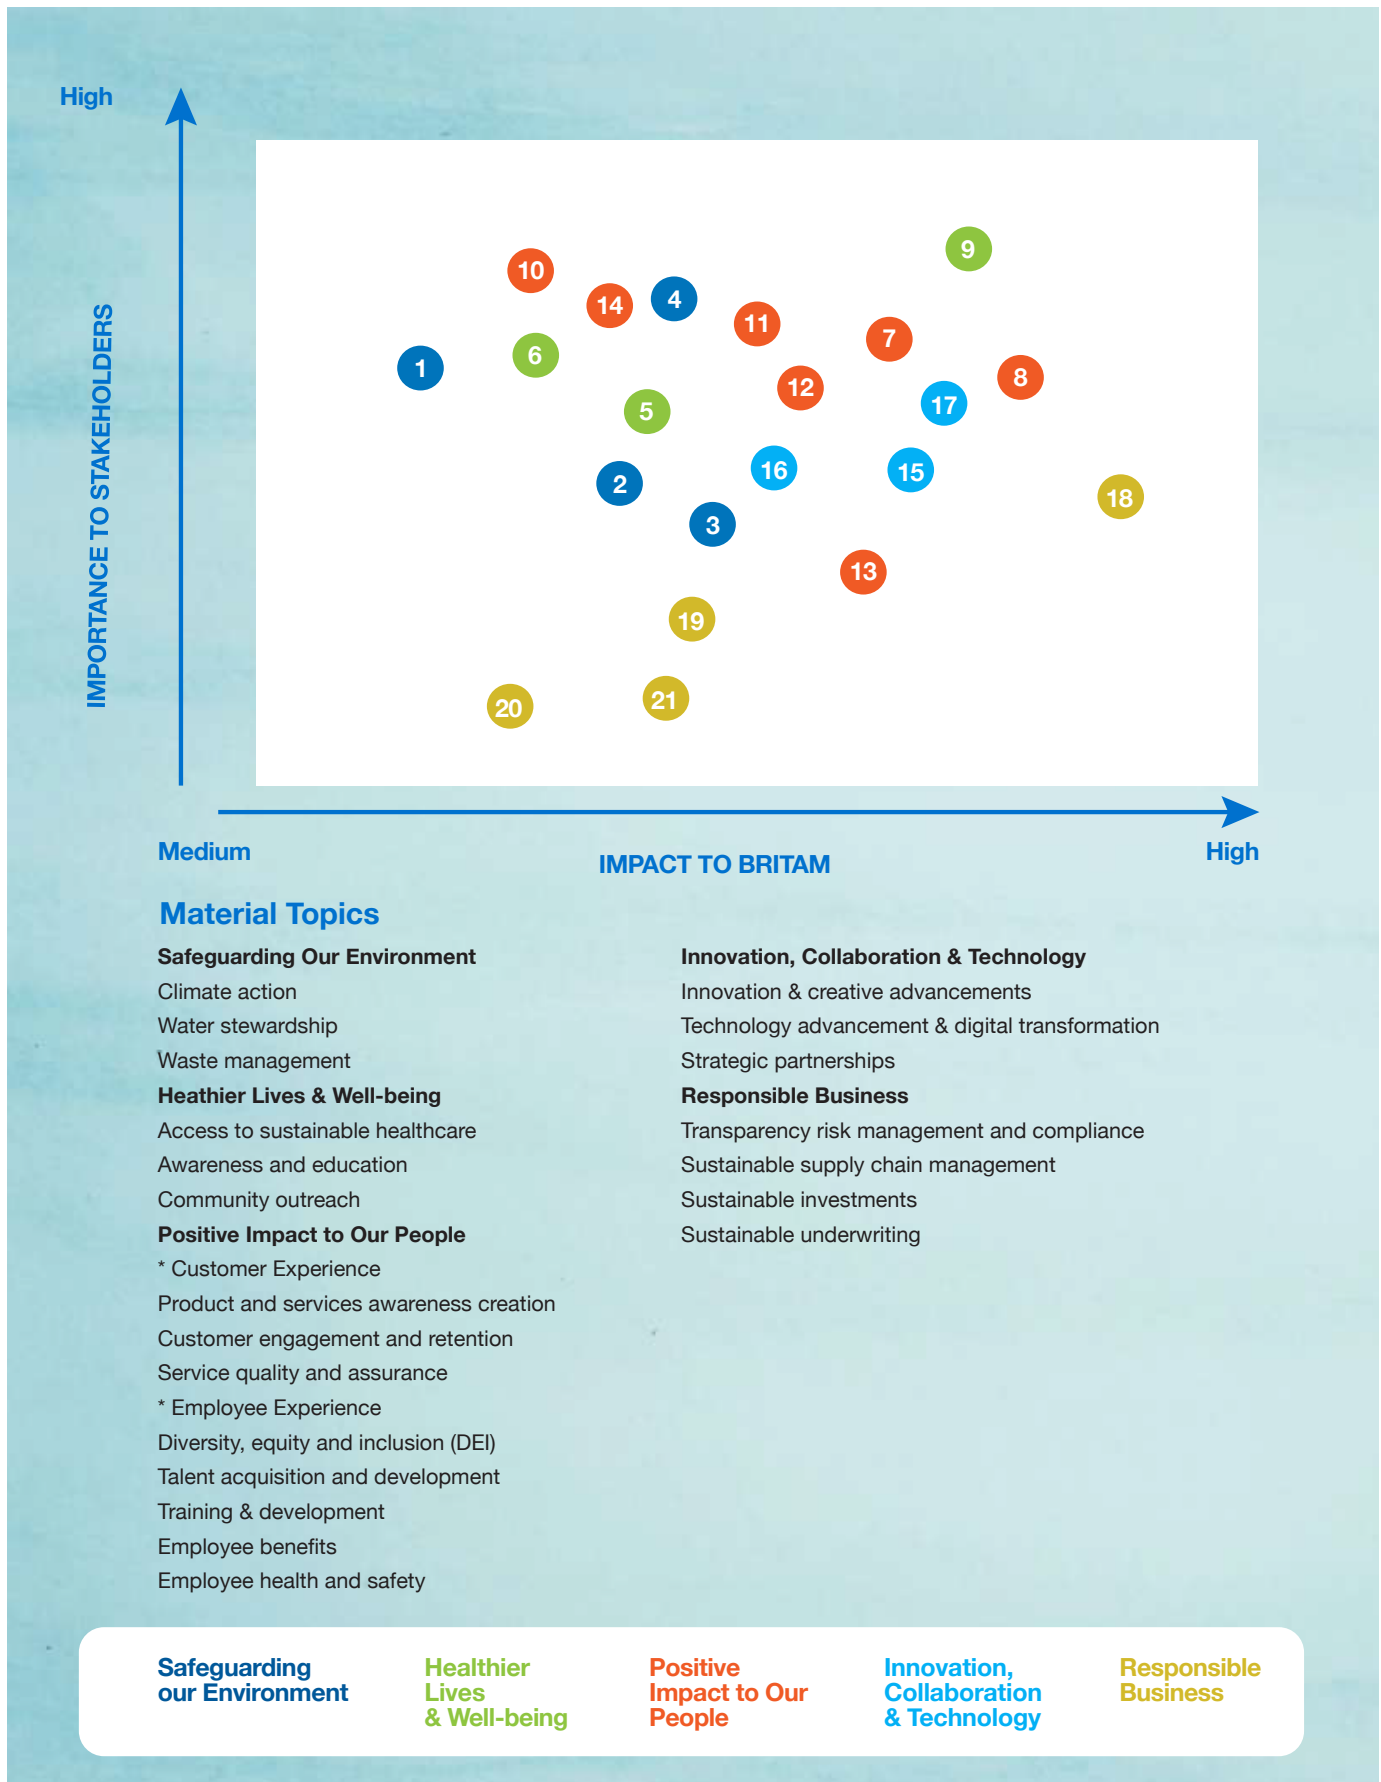 High
10
9
14
4
11
7
1
6
12
8
5
17
16
15
2
18
3
13
19
20
21
IMPORTANCE TO STAKEHOLDERS
Medium
IMPACT TO BRITAM
High
Material Topics
Safeguarding Our Environment
Climate action
Water stewardship
Waste management
Heathier Lives & Well-being
Access to sustainable healthcare
Awareness and education
Community outreach
Positive Impact to Our People
* Customer Experience
Product and services awareness creation
Customer engagement and retention
Service quality and assurance
* Employee Experience
Diversity, equity and inclusion (DEI)
Talent acquisition and development
Training & development
Employee benefits
Employee health and safety
Innovation, Collaboration & Technology
Innovation & creative advancements
Technology advancement & digital transformation
Strategic partnerships
Responsible Business
Transparency risk management and compliance
Sustainable supply chain management
Sustainable investments
Sustainable underwriting
Safeguarding
our Environment
Healthier
Lives
& Well-being
Positive
Impact to Our
People
Innovation,
Collaboration
& Technology
Responsible
Business